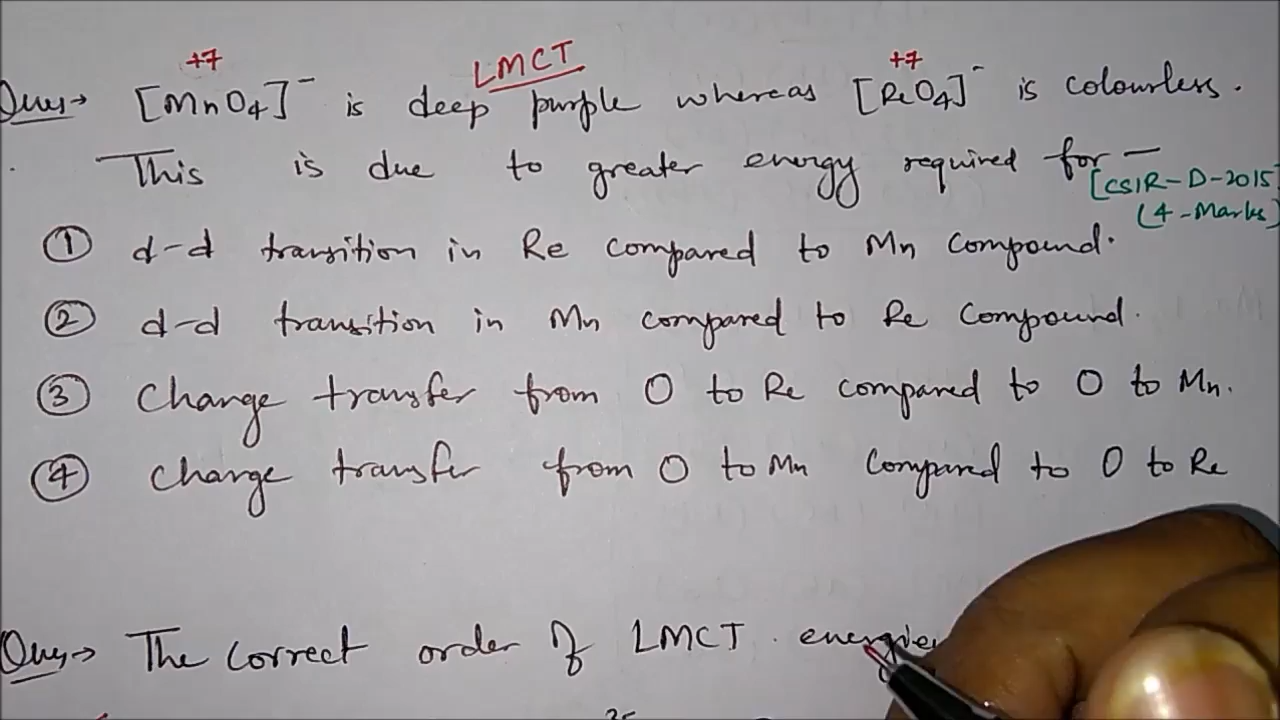 +7 LMCT +7
Ques→ [MnO4]⁻ is deep purple whereas [ReO4]⁻ is colourless.
This is due to greater energy required for —
[CSIR-D-2015]
(4-Marks)
① d-d transition in Re compared to Mn Compound.
② d-d transition in Mn compared to Re Compound.
③ Change transfer from O to Re compared to O to Mn.
④ Change transfer from O to Mn Compared to O to Re
Ques→ The correct order of LMCT energies